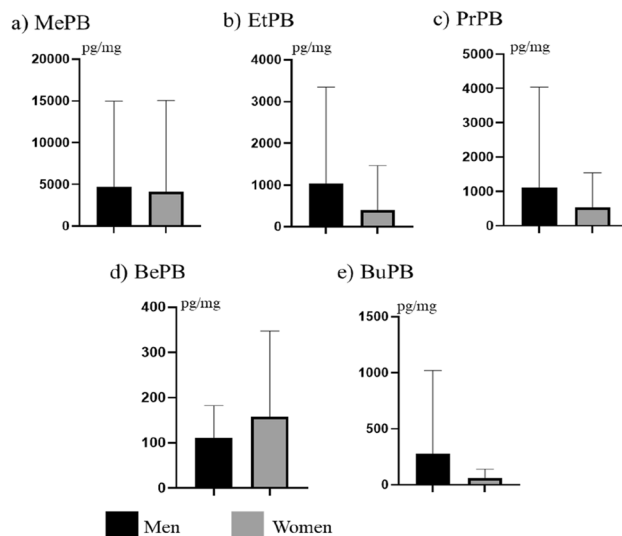 a) MePB
pg/mg
20000
15000
10000
5000
0
b) EtPB
pg/mg
4000
3000
2000
1000
0
c) PrPB
pg/mg
5000
4000
3000
2000
1000
0
d) BePB
pg/mg
400
300
200
100
0
e) BuPB
pg/mg
1500
1000
500
0
Men
Women